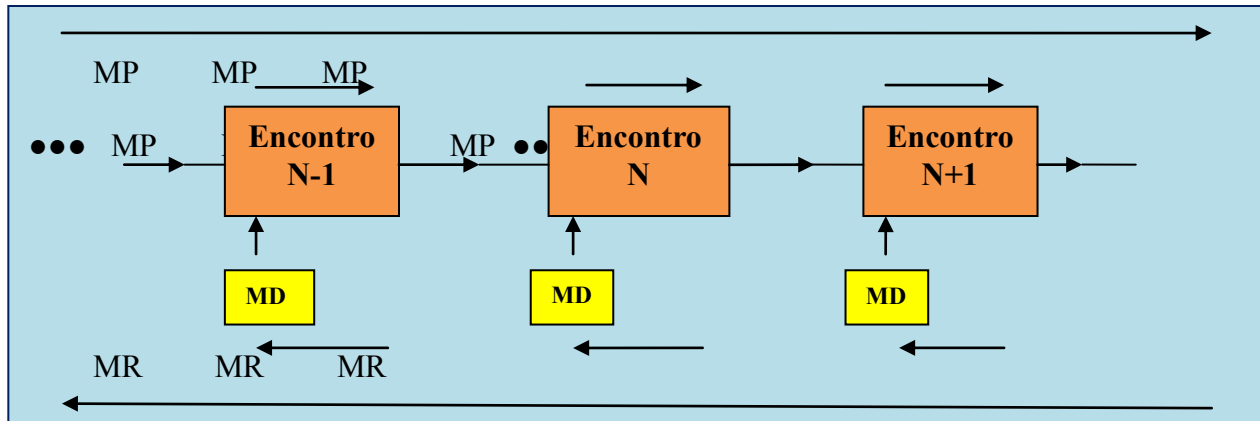 MP MP MP
MP Encontro N-1 MP •• Encontro N Encontro N+1
MD MD MD
MR MR MR